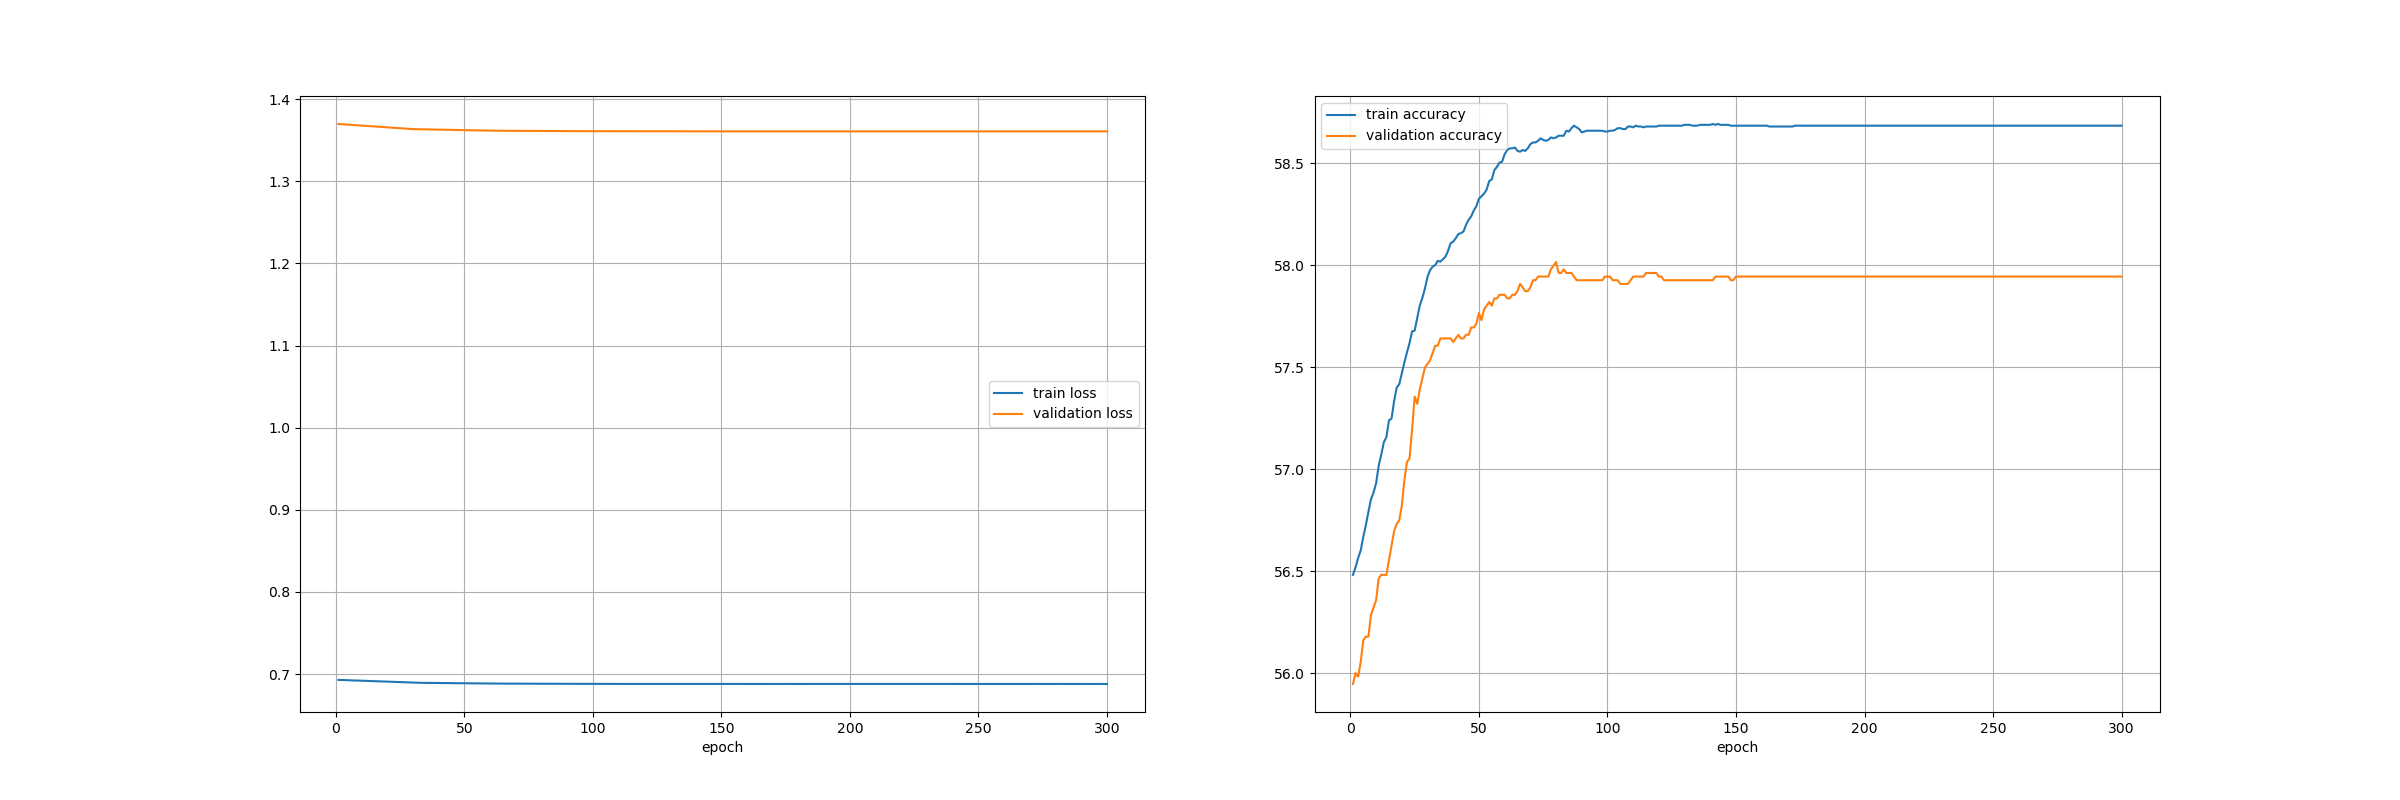 1.4
1.3
1.2
1.1
1.0
0.9
0.8
0.7
0 50 100 150 200 250 300
epoch
train loss
validation loss
58.5
58.0
57.5
57.0
56.5
56.0
0 50 100 150 200 250 300
epoch
train accuracy
validation accuracy